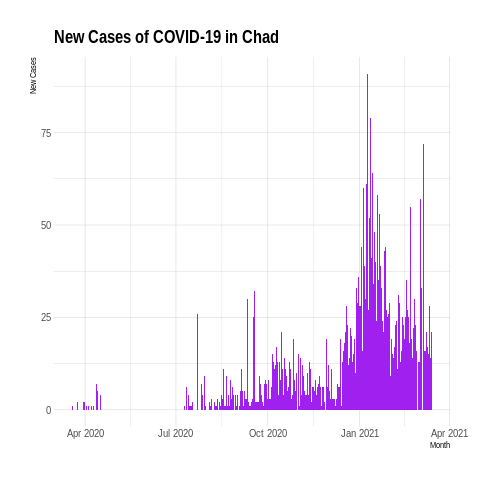 New Cases of COVID-19 in Chad
New Cases
75
50
25
0
Apr 2020
Jul 2020
Oct 2020
Jan 2021
Apr 2021
Month